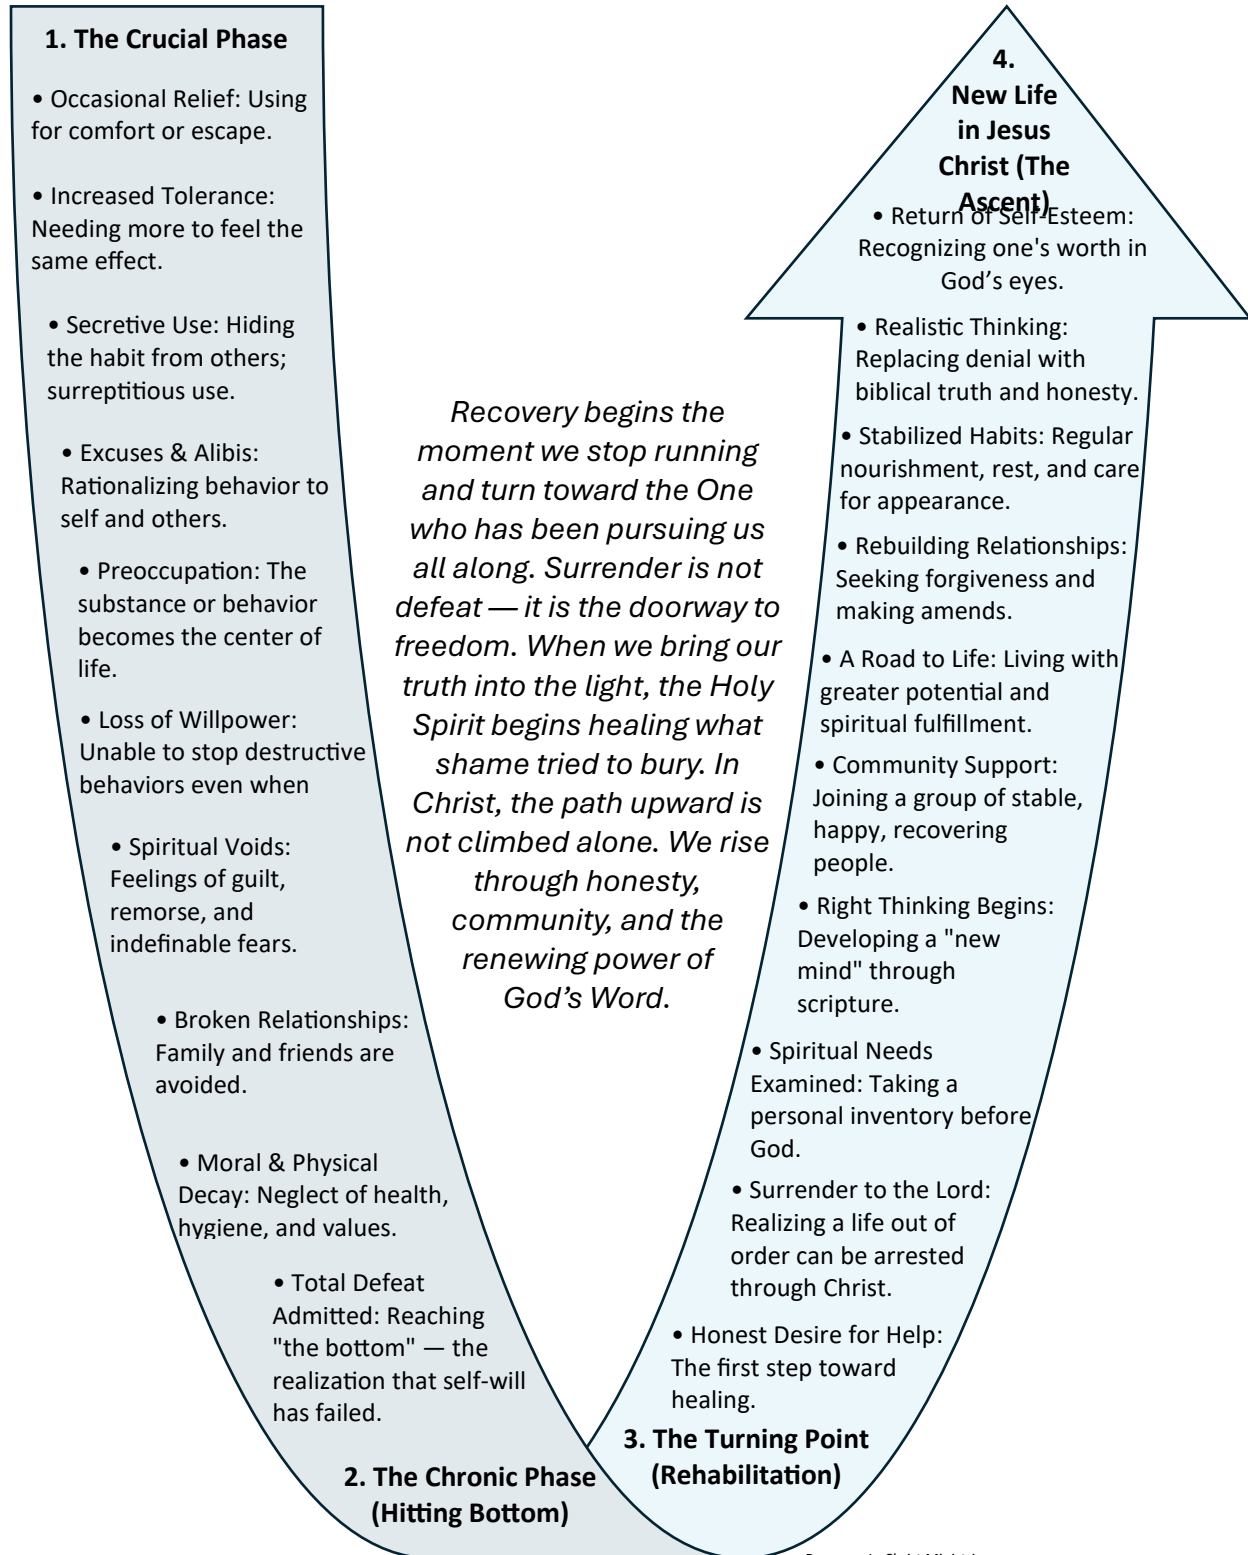 1. The Crucial Phase
• Occasional Relief: Using
for comfort or escape.
• Increased Tolerance:
Needing more to feel the
same effect.
• Secretive Use: Hiding
the habit from others;
surreptitious use.
• Excuses & Alibis:
Rationalizing behavior to
self and others.
• Preoccupation: The
substance or behavior
becomes the center of
life.
• Loss of Willpower:
Unable to stop destructive
behaviors even when
• Spiritual Voids:
Feelings of guilt,
remorse, and
indefinable fears.
• Broken Relationships:
Family and friends are
avoided.
• Moral & Physical
Decay: Neglect of health,
hygiene, and values.
• Total Defeat
Admitted: Reaching
"the bottom" — the
realization that self-will
has failed.
2. The Chronic Phase
(Hitting Bottom)
Recovery begins the
moment we stop running
and turn toward the One
who has been pursuing us
all along. Surrender is not
defeat — it is the doorway to
freedom. When we bring our
truth into the light, the Holy
Spirit begins healing what
shame tried to bury. In
Christ, the path upward is
not climbed alone. We rise
through honesty,
community, and the
renewing power of
God’s Word.
4.
New Life
in Jesus
Christ (The
Ascent)
• Return of Self-Esteem:
Recognizing one's worth in
God’s eyes.
• Realistic Thinking:
Replacing denial with
biblical truth and honesty.
• Stabilized Habits: Regular
nourishment, rest, and care
for appearance.
• Rebuilding Relationships:
Seeking forgiveness and
making amends.
• A Road to Life: Living with
greater potential and
spiritual fulfillment.
• Community Support:
Joining a group of stable,
happy, recovering
people.
• Right Thinking Begins:
Developing a "new
mind" through
scripture.
• Spiritual Needs
Examined: Taking a
personal inventory before
God.
• Surrender to the Lord:
Realizing a life out of
order can be arrested
through Christ.
• Honest Desire for Help:
The first step toward
healing.
3. The Turning Point
(Rehabilitation)